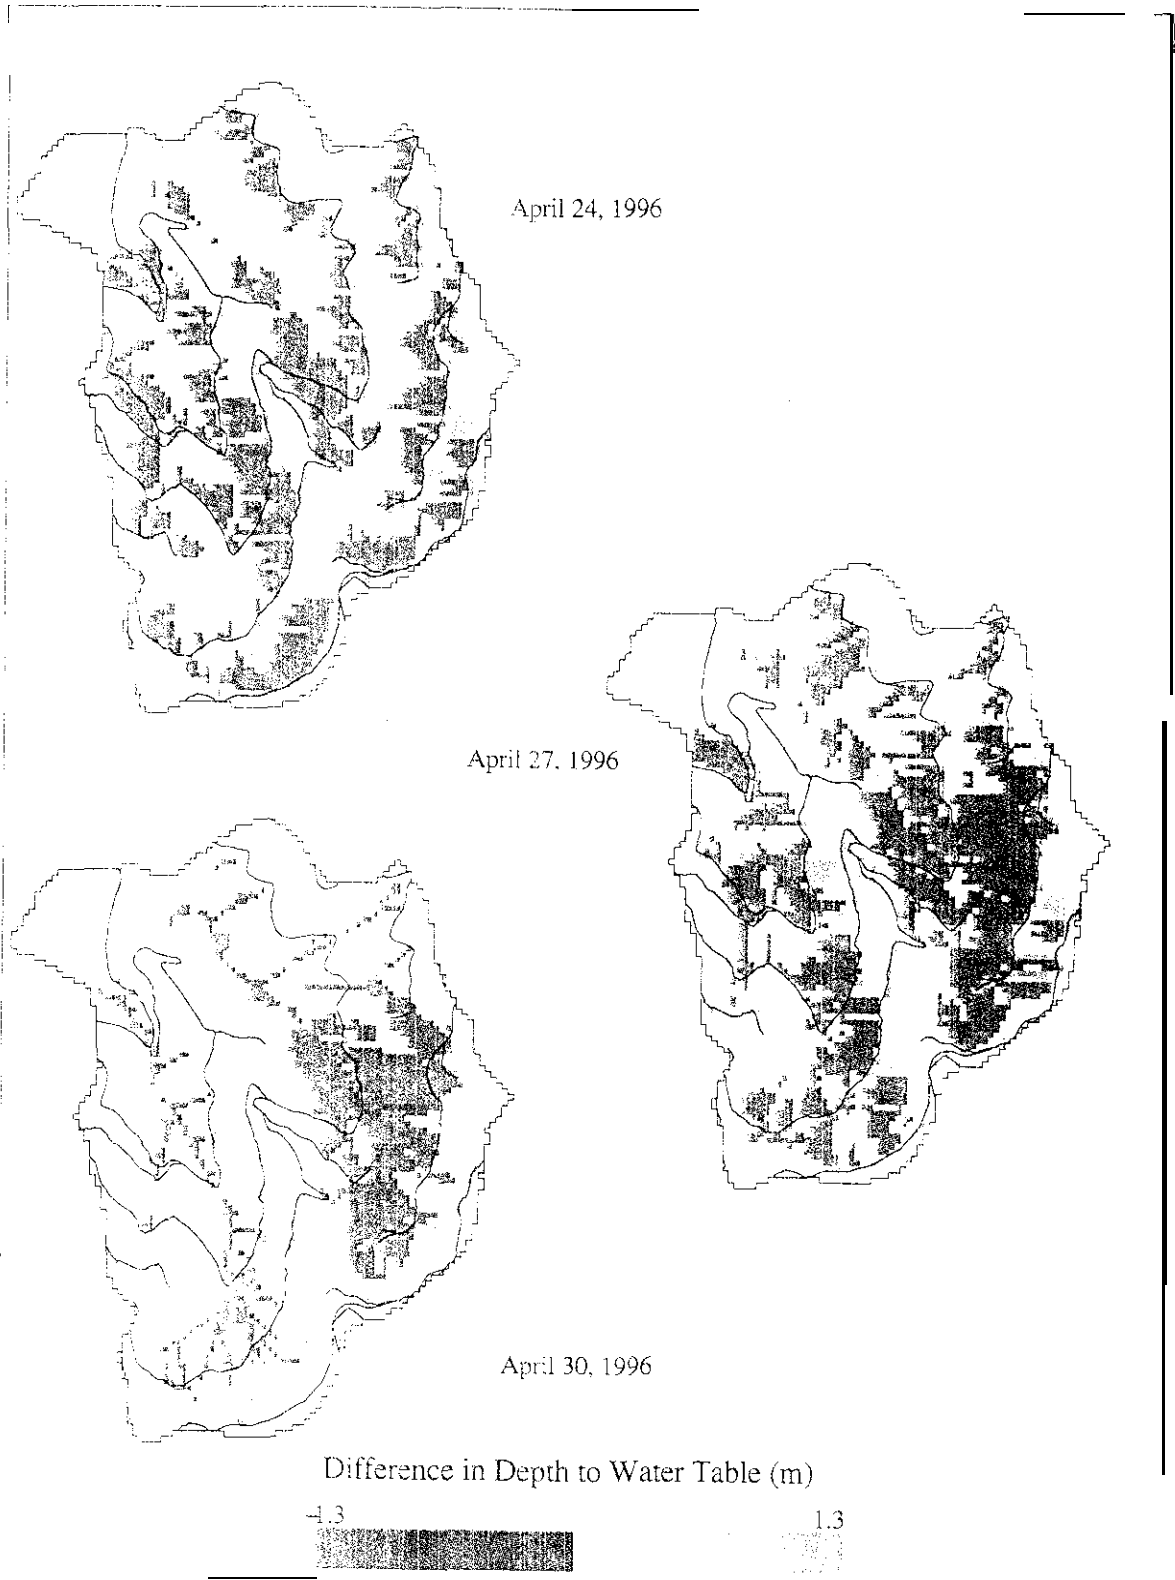 April 24, 1996
April 27, 1996
April 30, 1996
Difference in Depth to Water Table (m)
-1.3 1.3